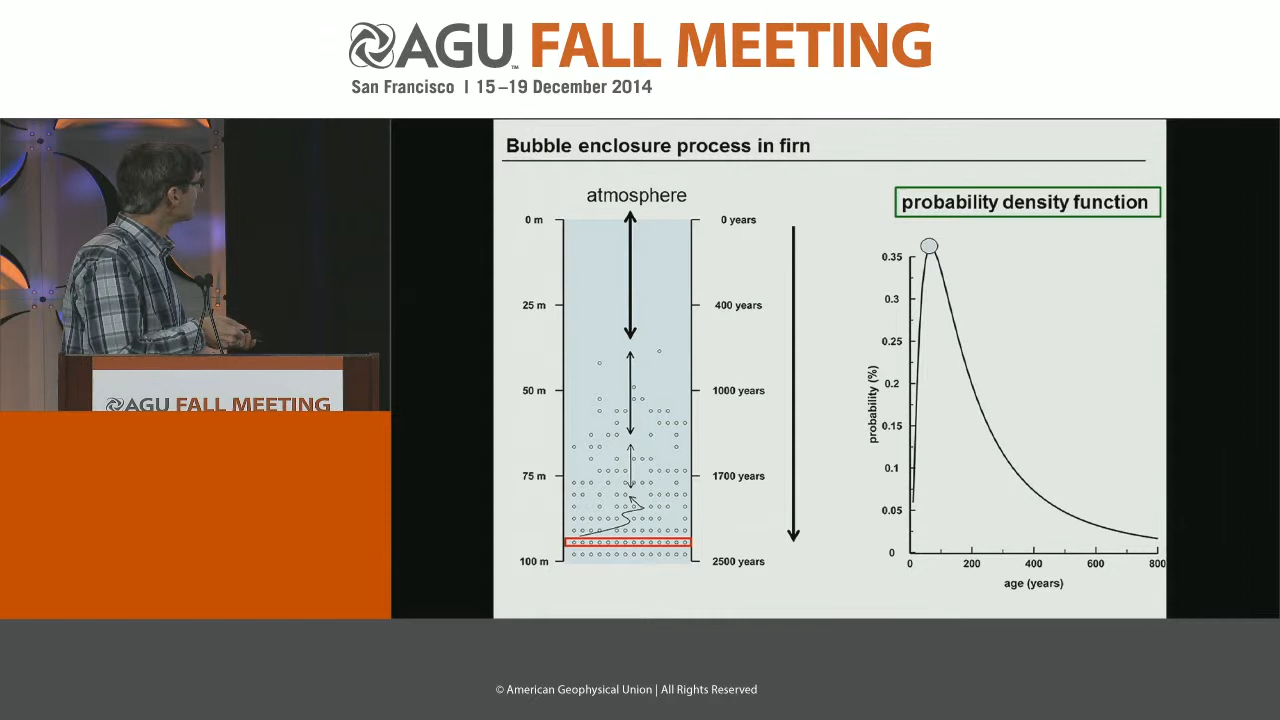 AGU™ FALL MEETING
San Francisco | 15–19 December 2014
AGU FALL MEETING
Bubble enclosure process in firn
atmosphere
0 m
0 years
25 m
400 years
50 m
1000 years
75 m
1700 years
100 m
2500 years
probability density function
probability (%)
0.35
0.3
0.25
0.2
0.15
0.1
0.05
0
0 200 400 600 800
age (years)
© American Geophysical Union | All Rights Reserved